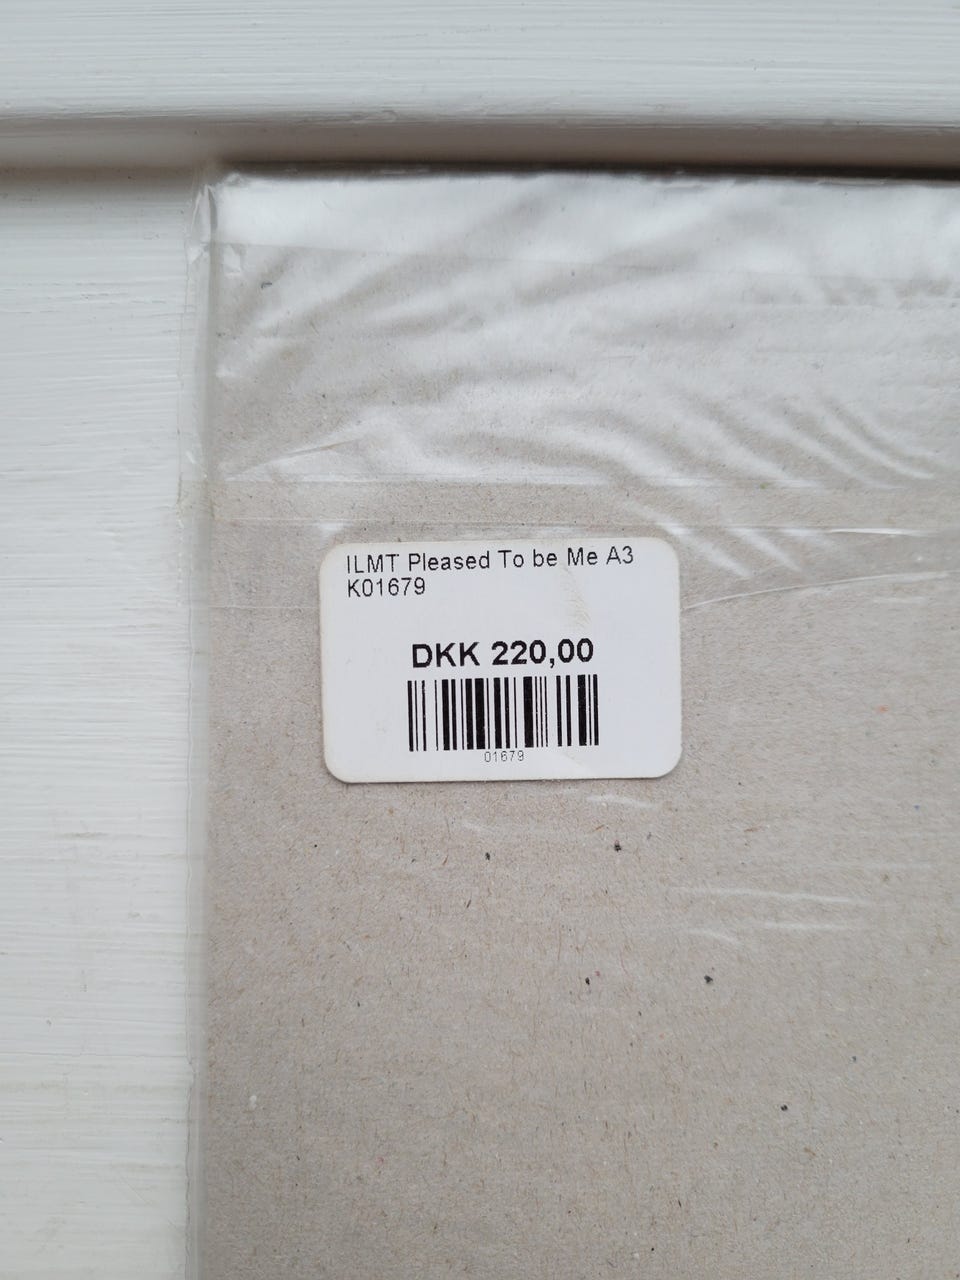 ILMT Pleased To be Me A3
K01679
DKK 220,00
01679